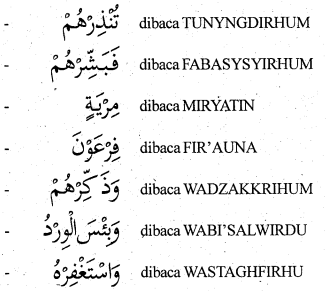 - تُنْذِرْهُمْ dibaca TUNYNGDIRHUM
- فَبَشِّرْهُمْ dibaca FABASYSYIRHUM
- مِرْيَةٍ dibaca MIRYATIN
- فِرْعَوْنَ dibaca FIR'AUNA
- وَذَكِّرْهُمْ dibaca WADZAKKRIHUM
- وَبِئْسَ الْوِرْدُ dibaca WABI'SALWIRDU
- وَاسْتَغْفِرْهُ dibaca WASTAGHFIRHU